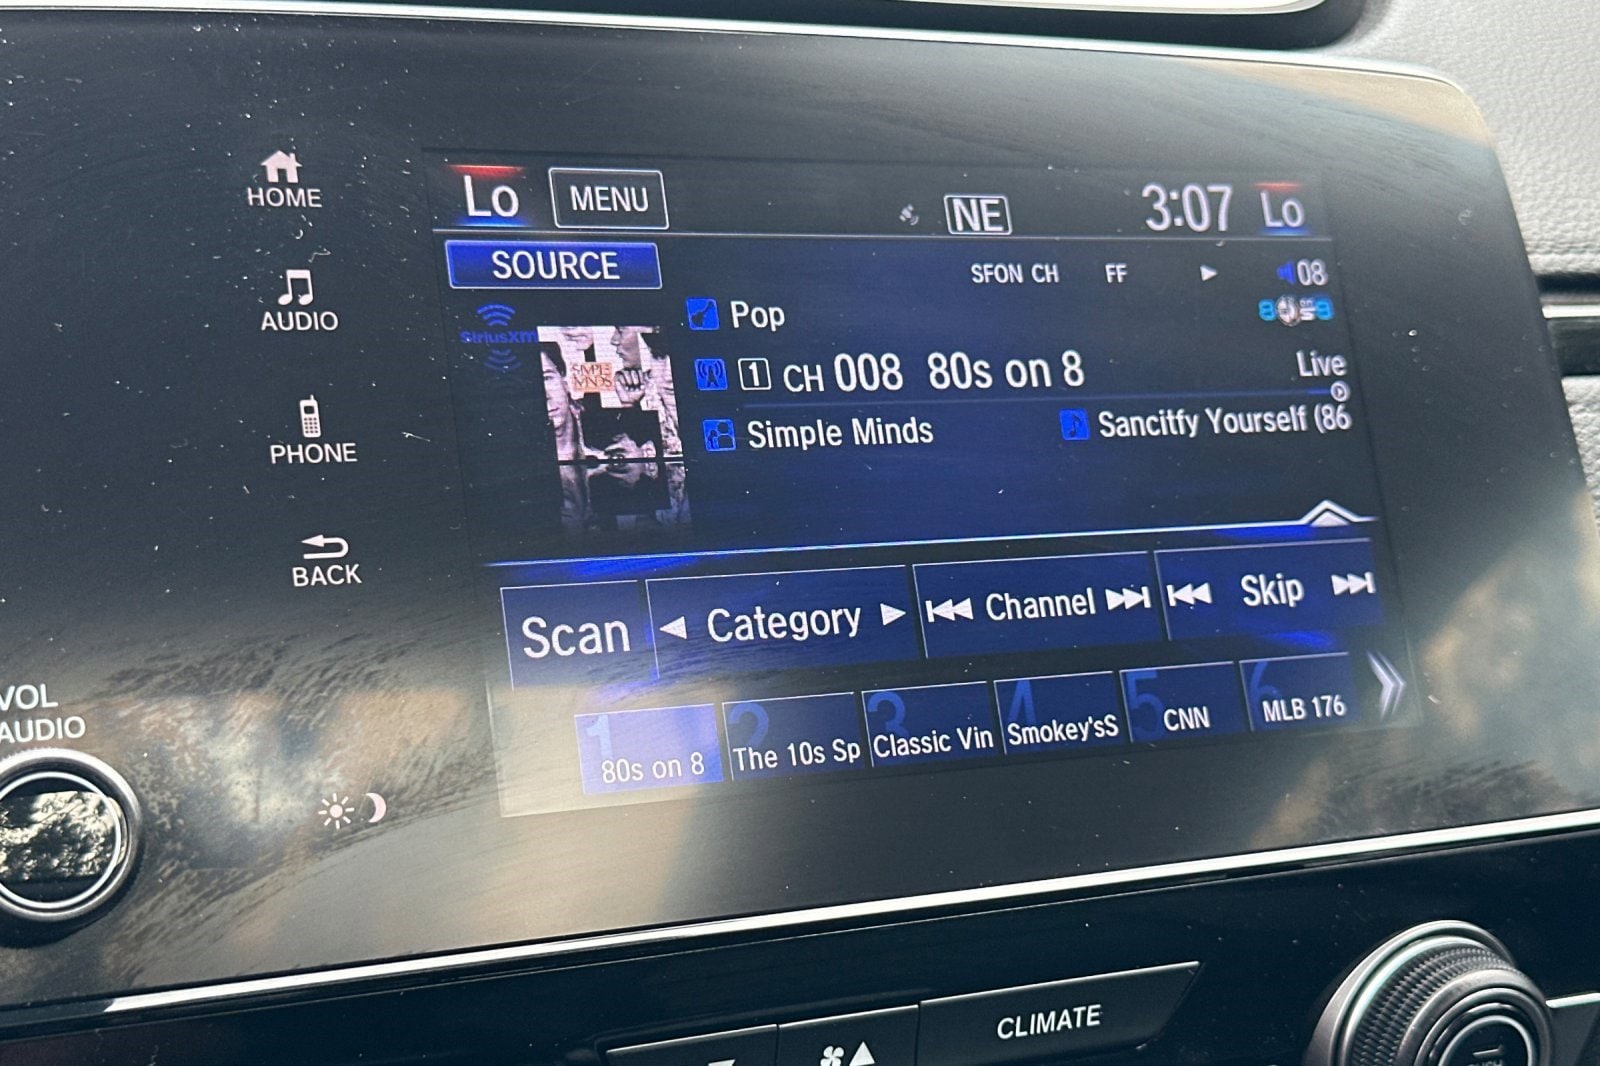 HOME
AUDIO
PHONE
BACK
VOL
AUDIO
Lo MENU NE 3:07 Lo
SOURCE
SFON CH FF 08
SiriusXM
SIMPLE
MINDS
Pop
1 CH 008 80s on 8 Live
Simple Minds Sancitfy Yourself (86
Scan Category Channel Skip
1 2 3 4 5 6
80s on 8 The 10s Sp Classic Vin Smokey'sS CNN MLB 176
CLIMATE